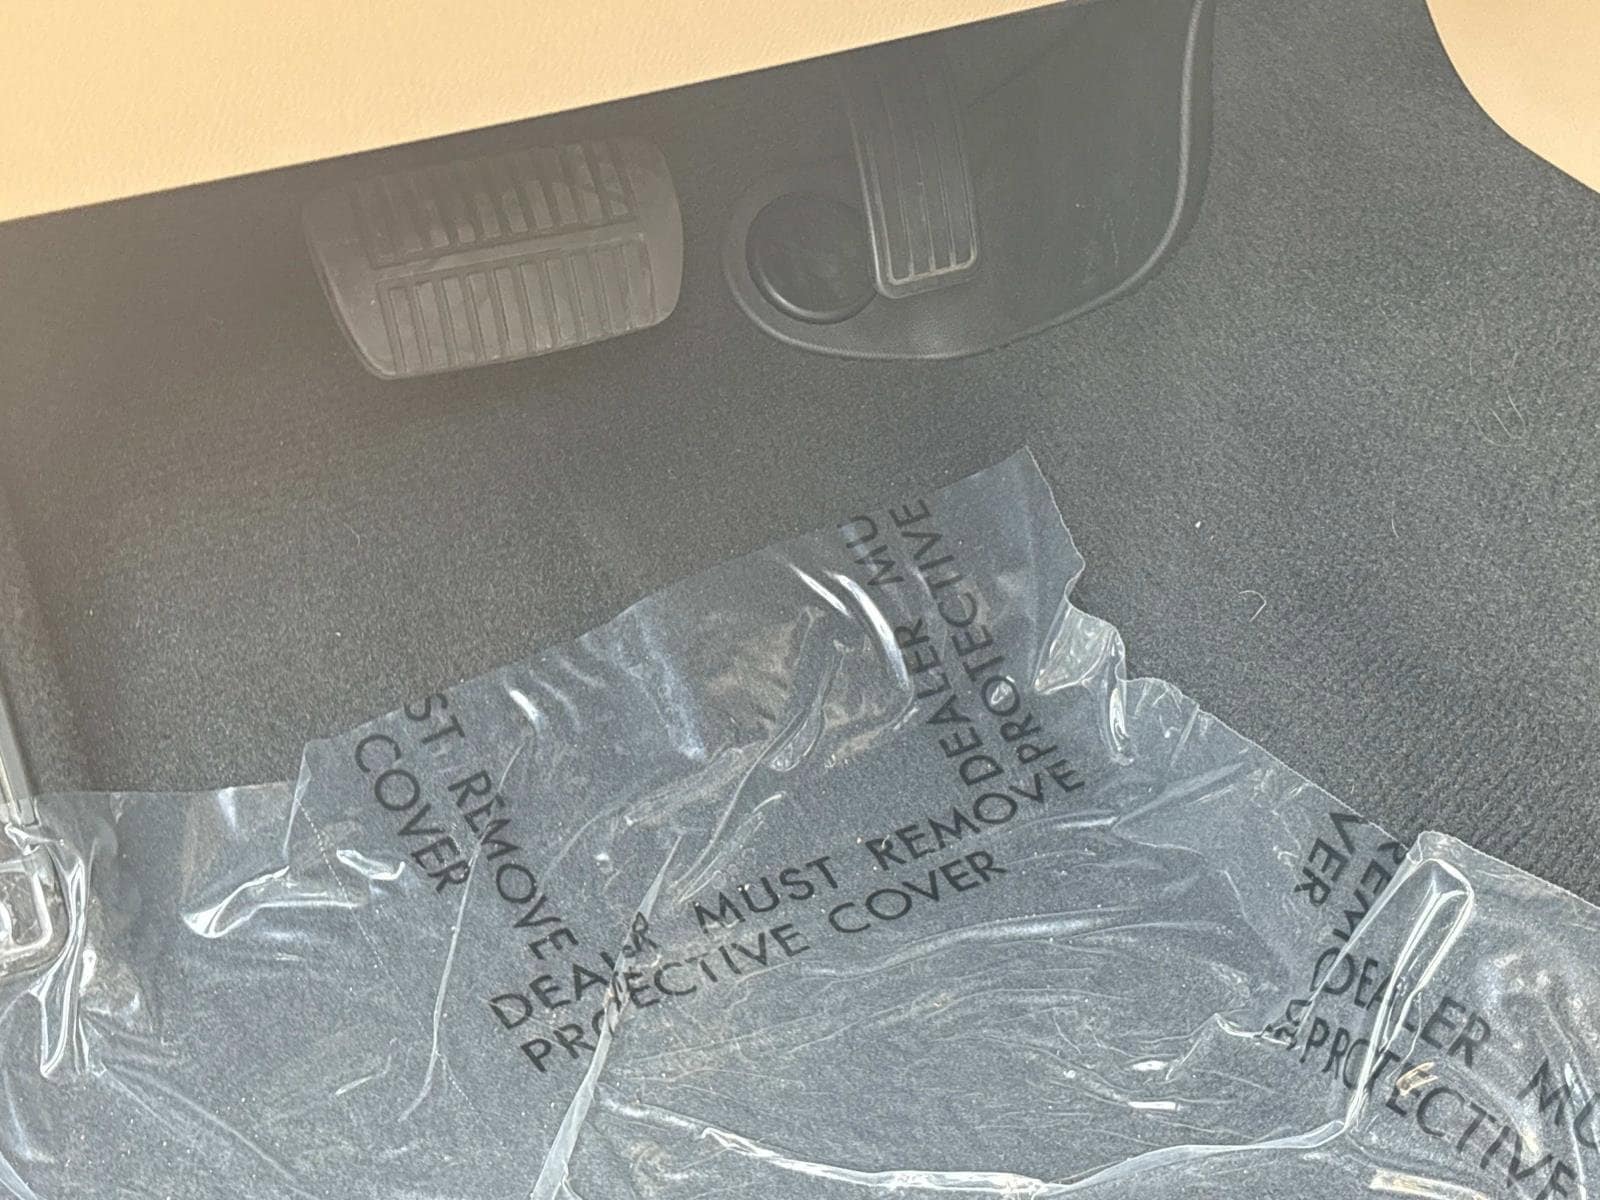 DEALER MU
PROTECTIVE
ST REMOVE
COVER
DEALER MUST REMOVE
PROTECTIVE COVER
REMO
VER
DEALER MU
PROTECTIVE